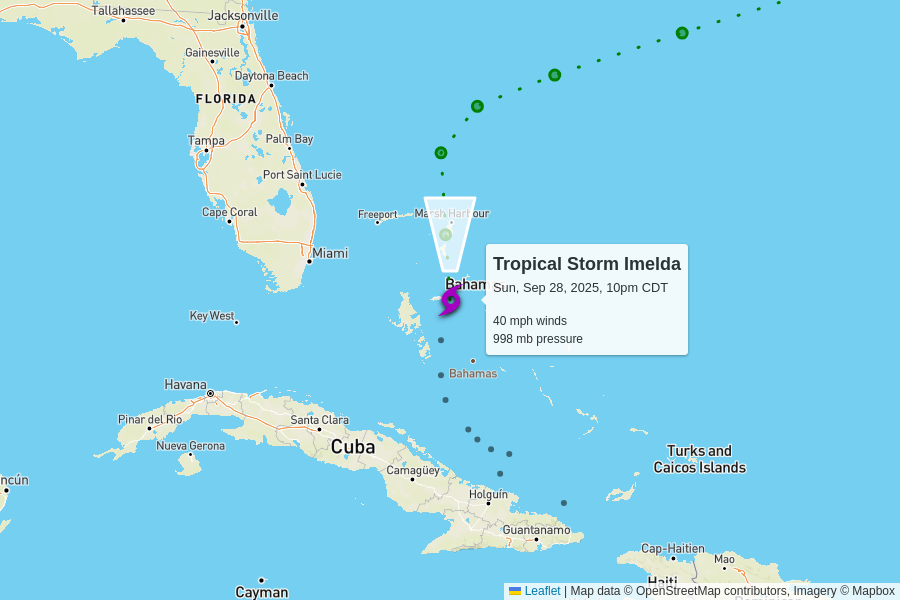 Tallahassee
Jacksonville
Gainesville
Daytona Beach
FLORIDA
Tampa
Palm Bay
Port Saint Lucie
Cape Coral
Freeport
Marsh Harbour
Miami
Tropical Storm Imelda
Sun, Sep 28, 2025, 10pm CDT
40 mph winds
998 mb pressure
Baham
Key West
Bahamas
Havana
Pinar del Rio
Santa Clara
Nueva Gerona
Cuba
Camagüey
ncún
Holguín
Turks and
Caicos Islands
Guantanamo
Cap-Haitien
Mao
Haiti
Cayman
Leaflet | Map data © OpenStreetMap contributors, Imagery © Mapbox